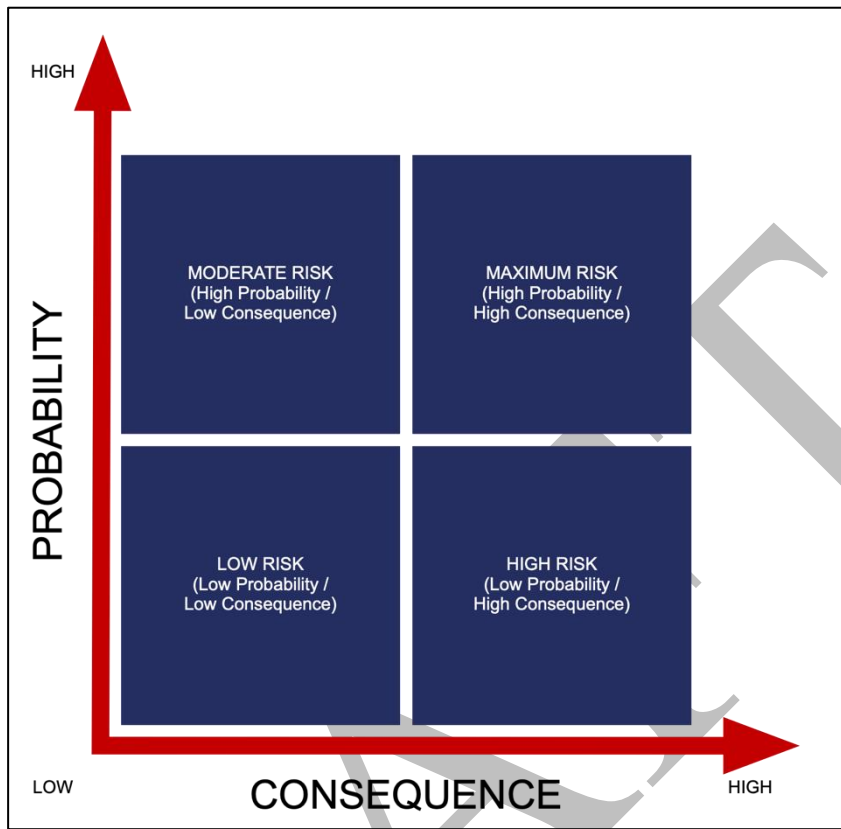 HIGH
PROBABILITY
MODERATE RISK
(High Probability /
Low Consequence)
MAXIMUM RISK
(High Probability /
High Consequence)
LOW RISK
(Low Probability /
Low Consequence)
HIGH RISK
(Low Probability /
High Consequence)
LOW
CONSEQUENCE
HIGH